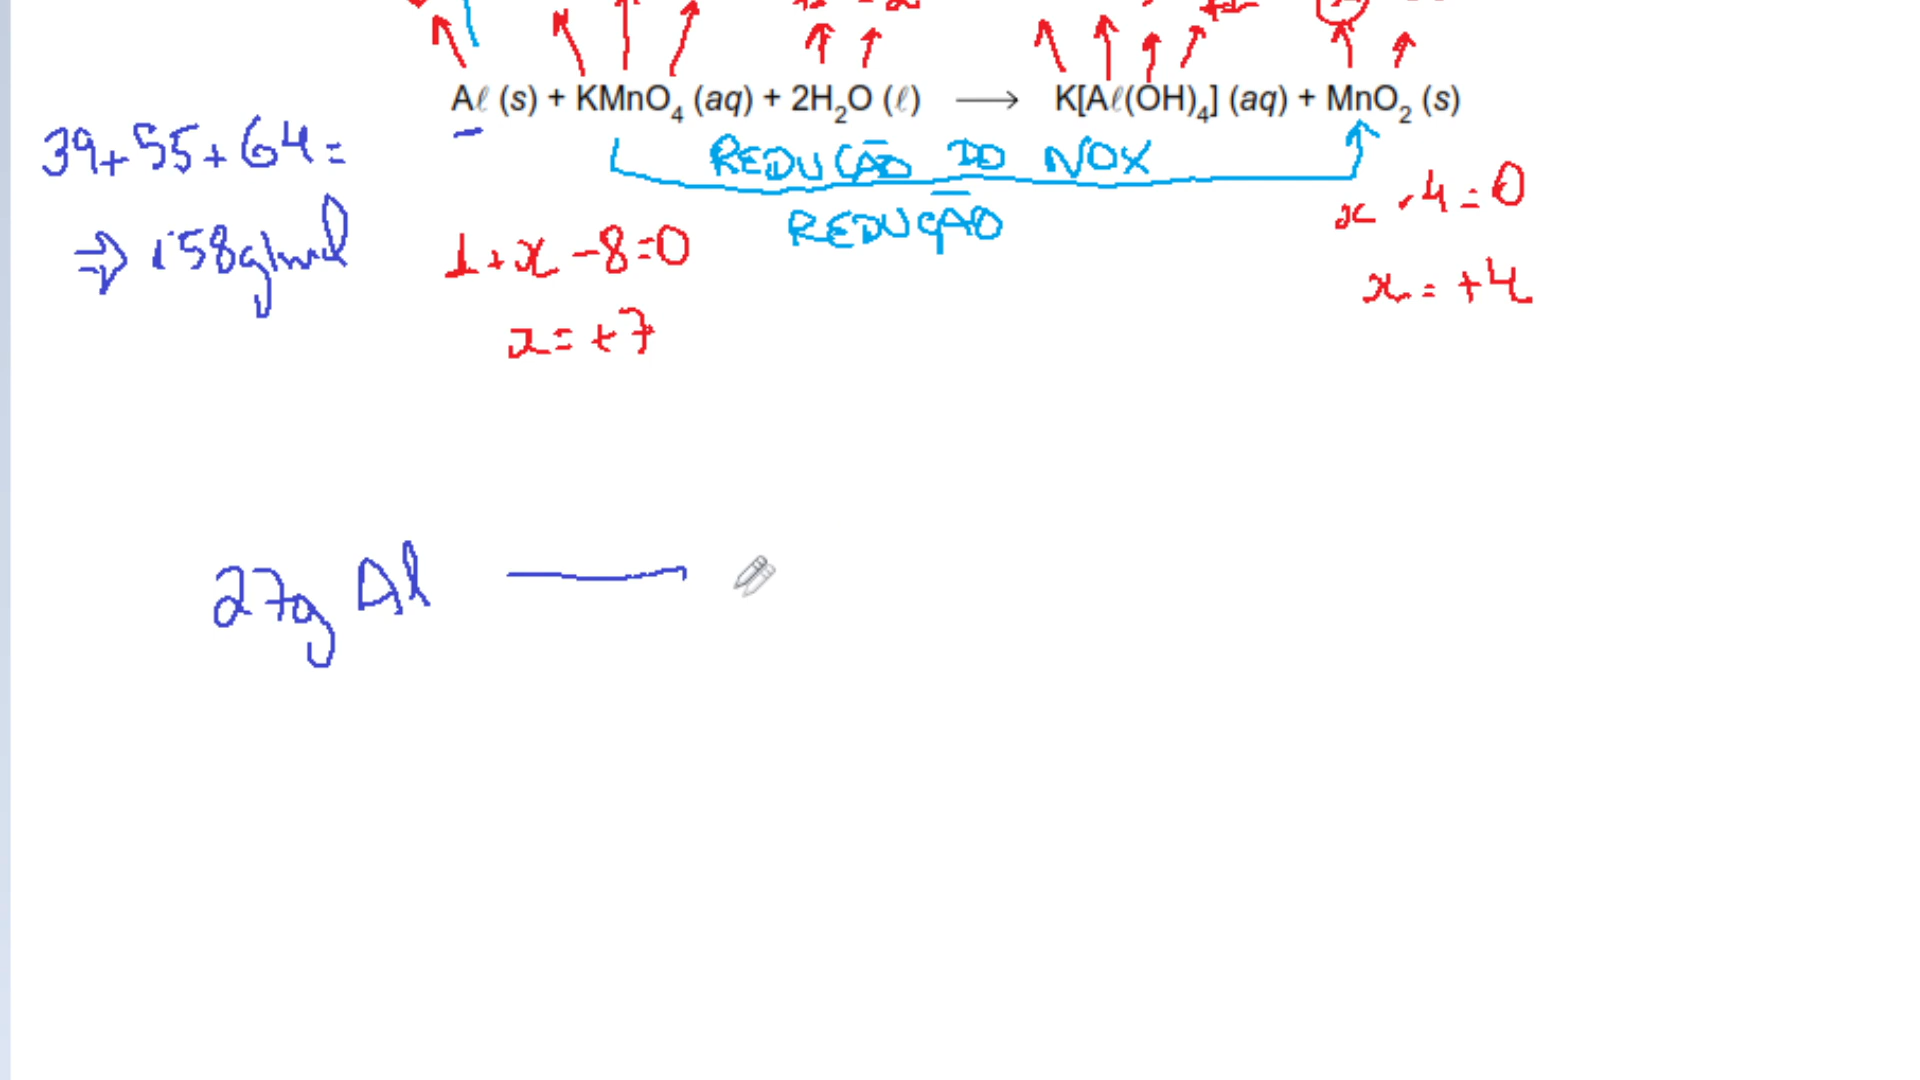 Aℓ (s) + KMnO₄ (aq) + 2H₂O (ℓ) ⟶ K[Aℓ(OH)₄] (aq) + MnO₂ (s)
39+55+64=
⇒ 158g/mol
REDUÇÃO DO NOX
REDUÇÃO
1+x-8=0
x=+7
x-4=0
x=+4
27g Al —